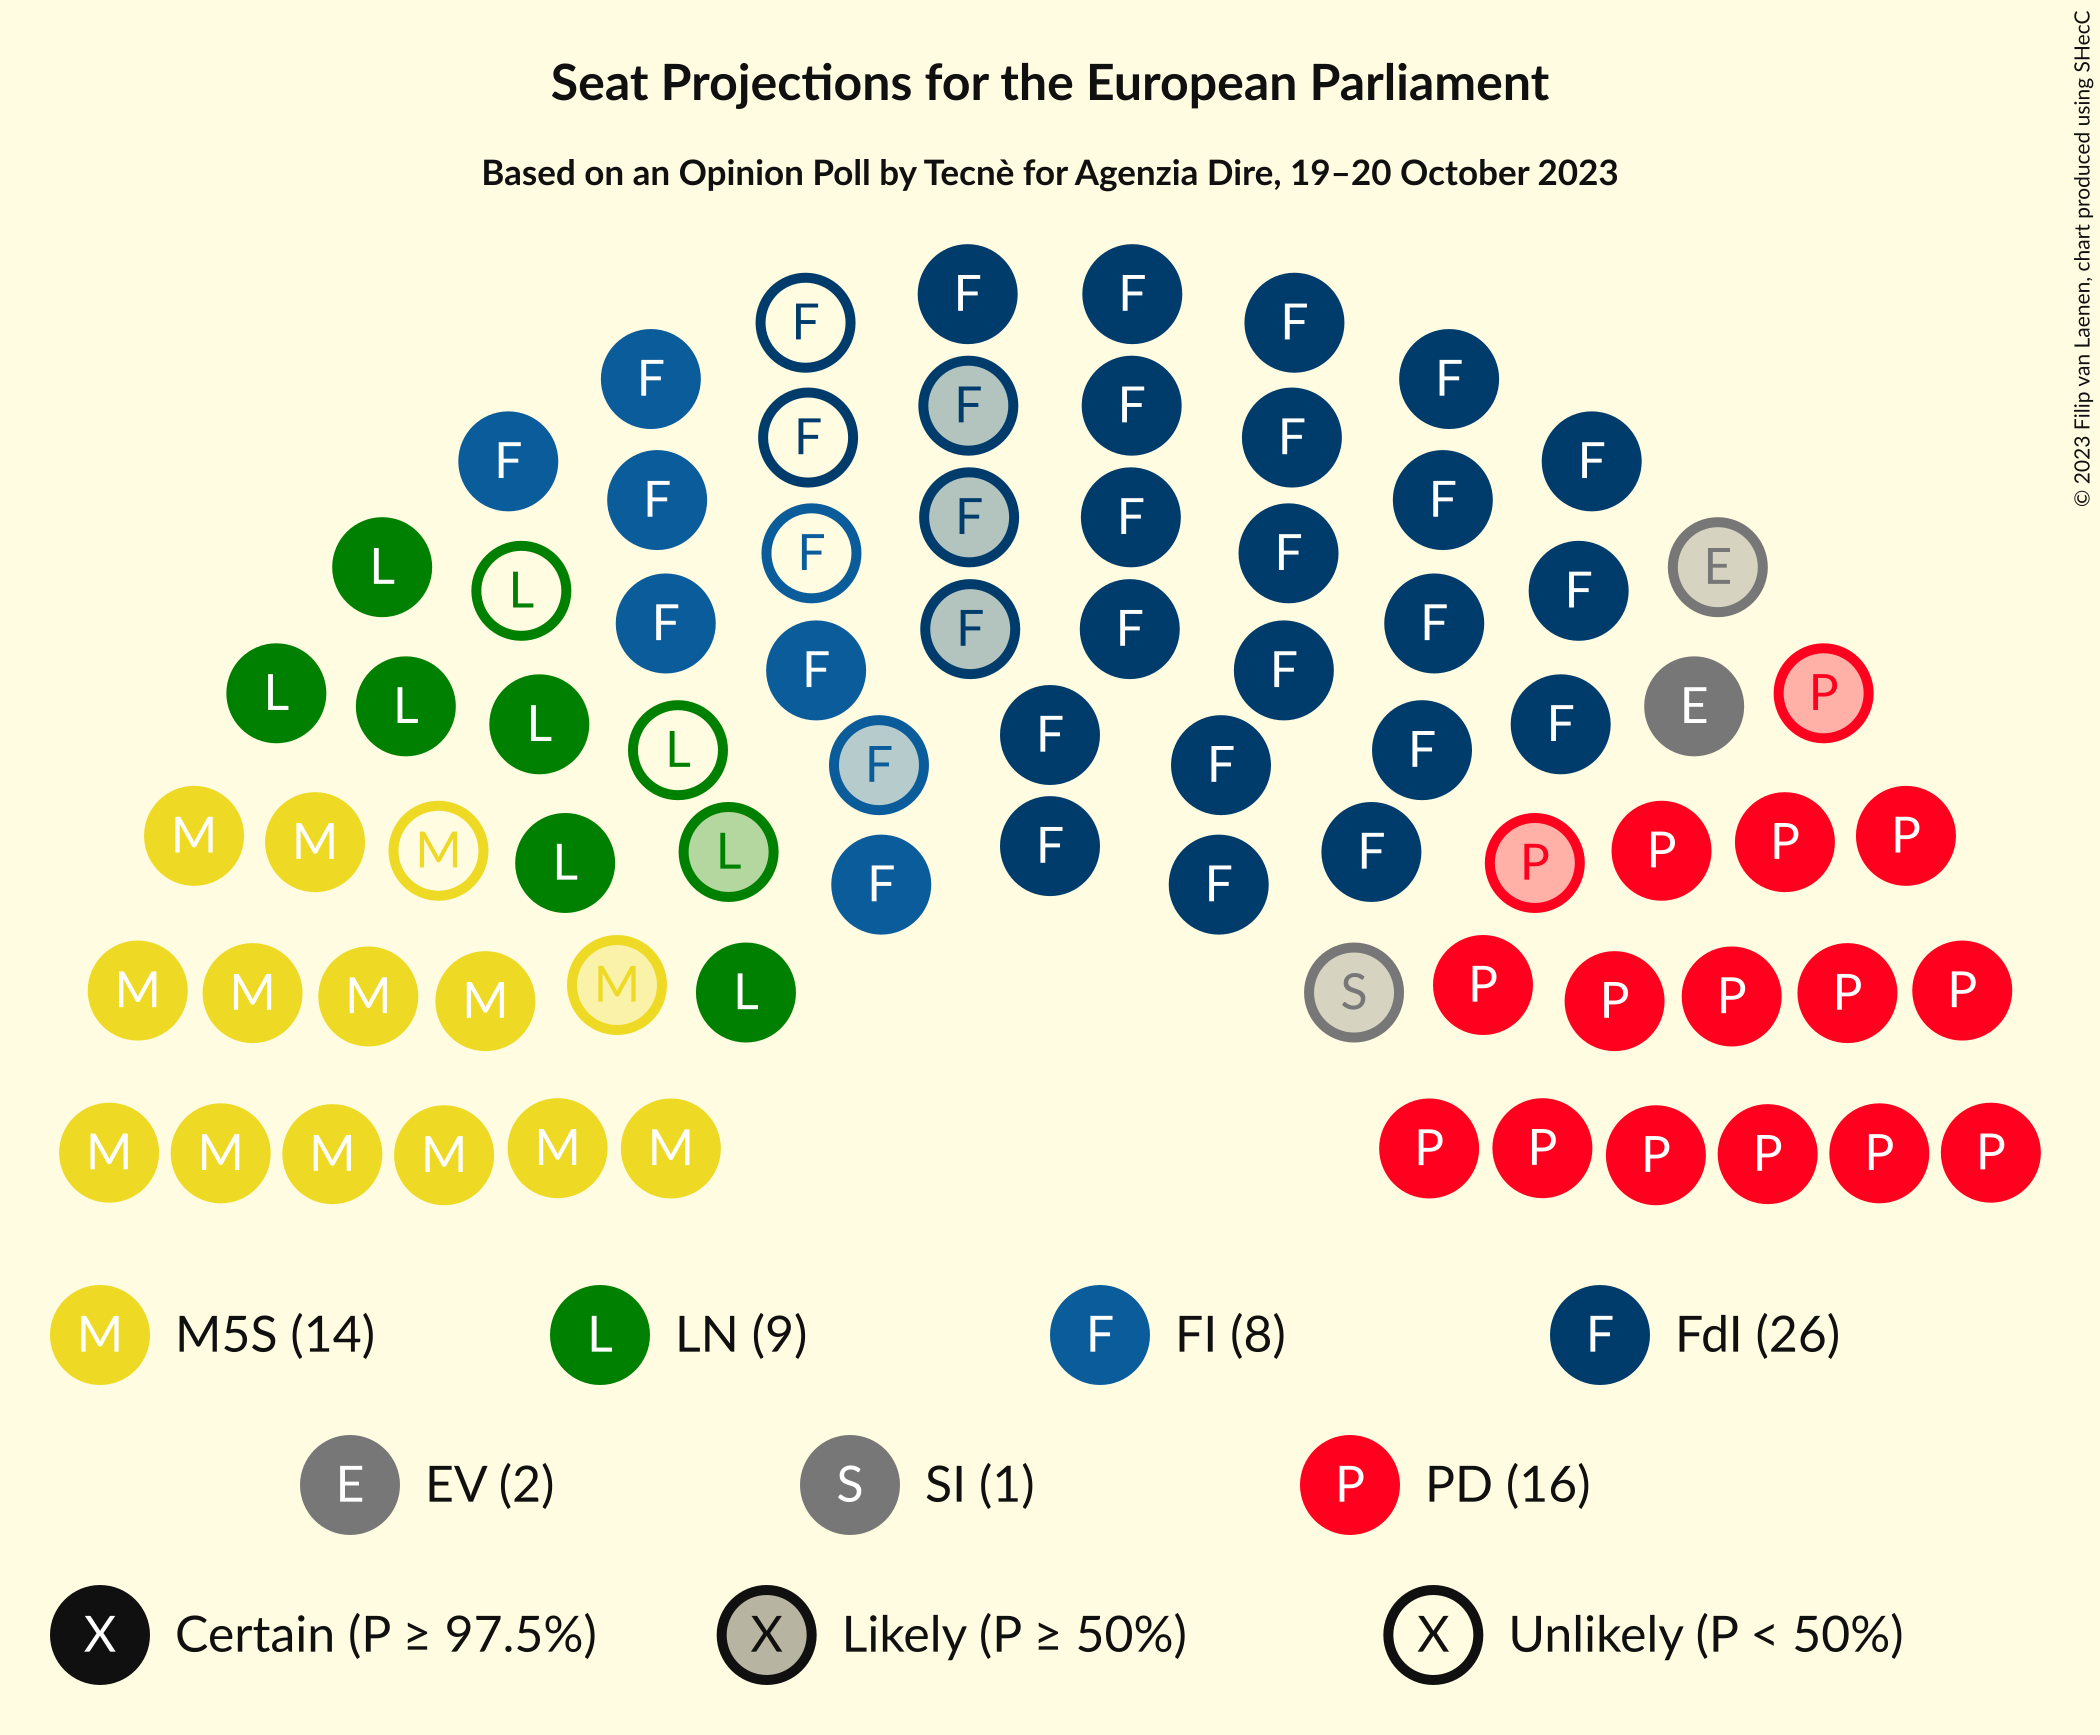 Seat Projections for the European Parliament
Based on an Opinion Poll by Tecnè for Agenzia Dire, 19–20 October 2023
© 2023 Filip van Laenen, chart produced using SHecC
F F
F F
F F
F F
F F
F F
F F F F
F F
L L F F F F E
F F
L F F P
L L L L F F F F F E
F F F
M M M L L F F F F P P P P
M M M M M L S P P P P P
M M M M M M P P P P P P
M M5S (14) L LN (9) F FI (8) F FdI (26)
E EV (2) S SI (1) P PD (16)
X Certain (P ≥ 97.5%) X Likely (P ≥ 50%) X Unlikely (P < 50%)